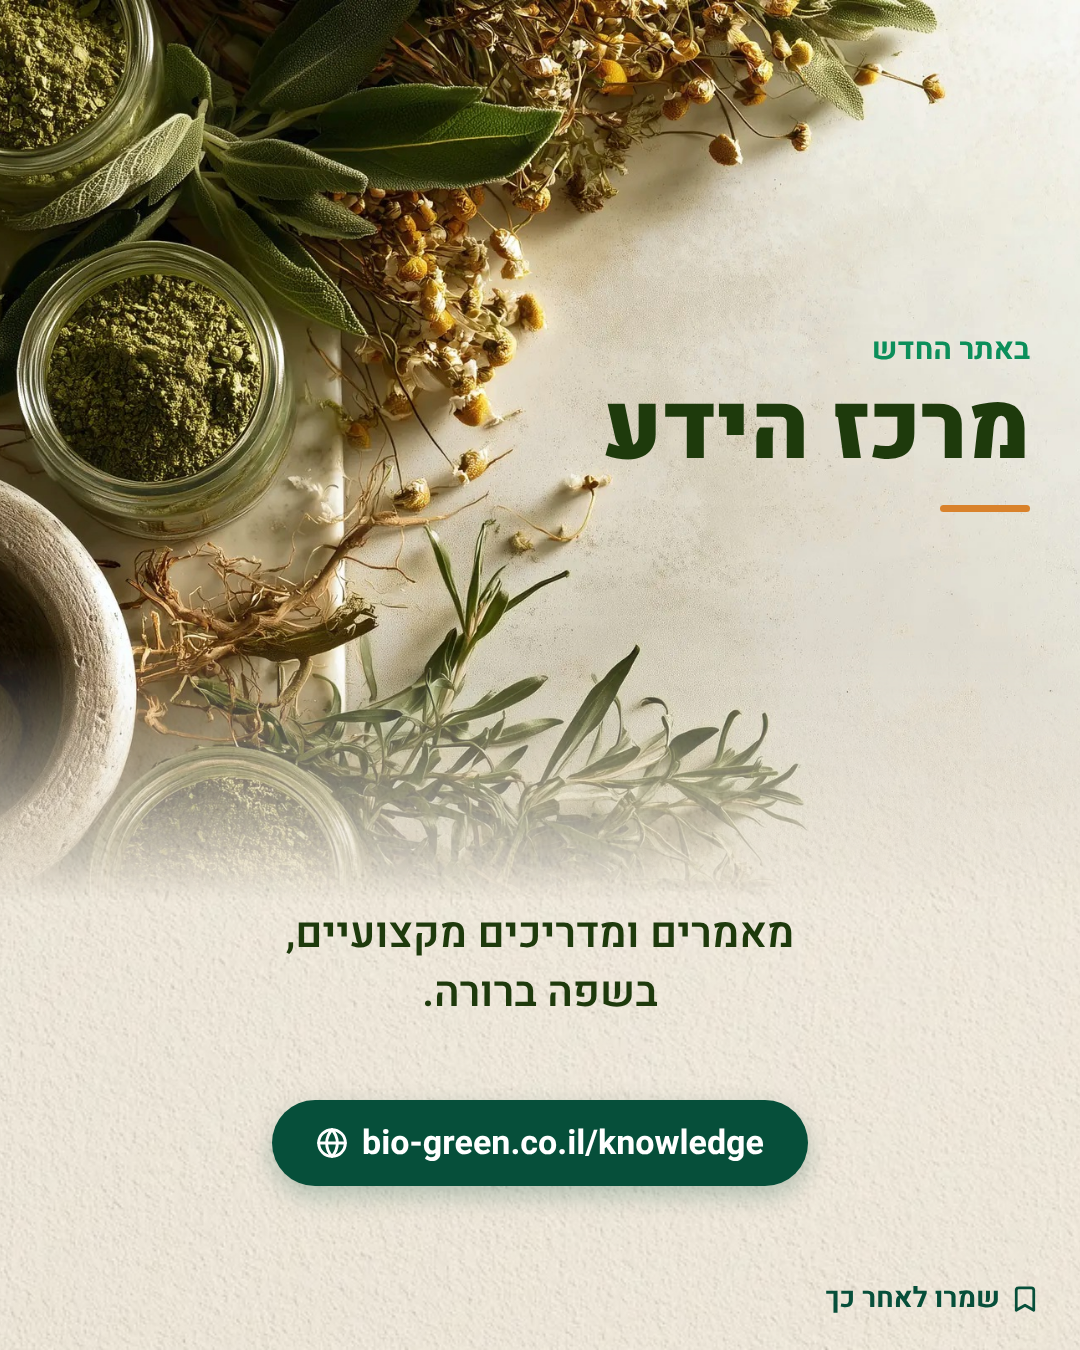 באתר החדש
מרכז הידע
מאמרים ומדריכים מקצועיים,
בשפה ברורה.
bio-green.co.il/knowledge
שמרו לאחר כך